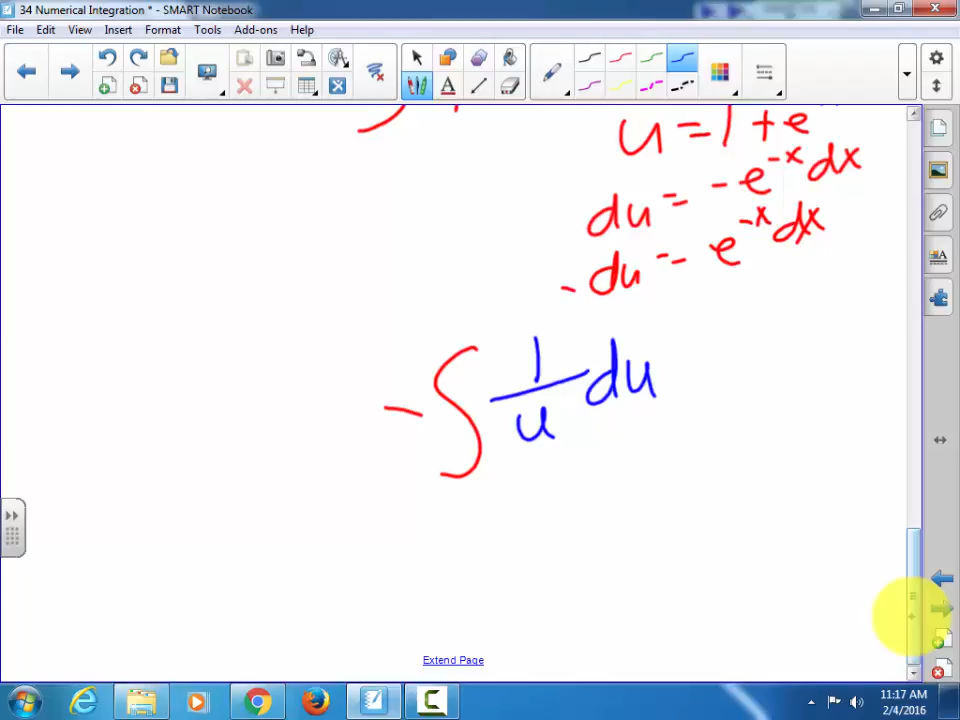 34 Numerical Integration * - SMART Notebook
File Edit View Insert Format Tools Add-ons Help
u = 1 + e
du = -e^{-x} dx
-du = e^{-x} dx
-∫ 1/u du
Extend Page
11:17 AM
2/4/2016